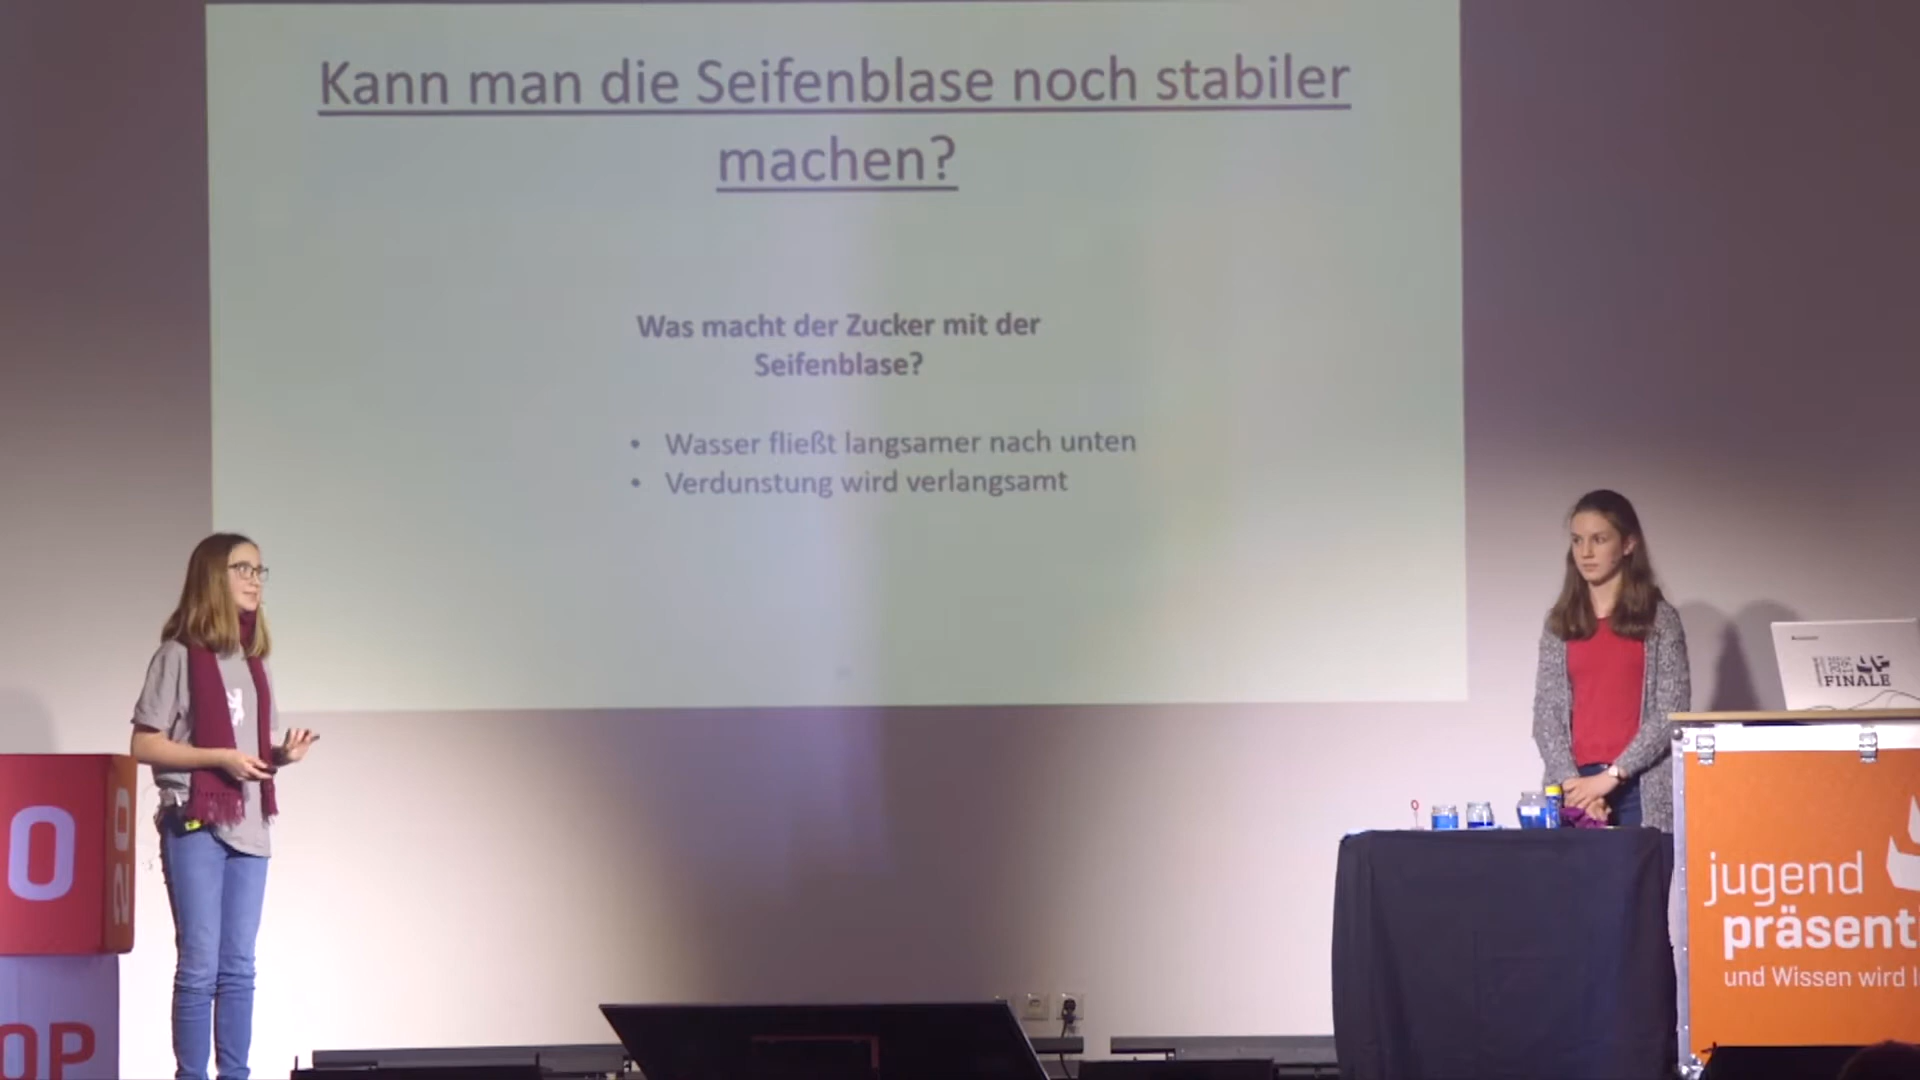 Kann man die Seifenblase noch stabiler
machen?
Was macht der Zucker mit der
Seifenblase?
• Wasser fließt langsamer nach unten
• Verdunstung wird verlangsamt
FINALE
O
20
OP
jugend
präsent
und Wissen wird